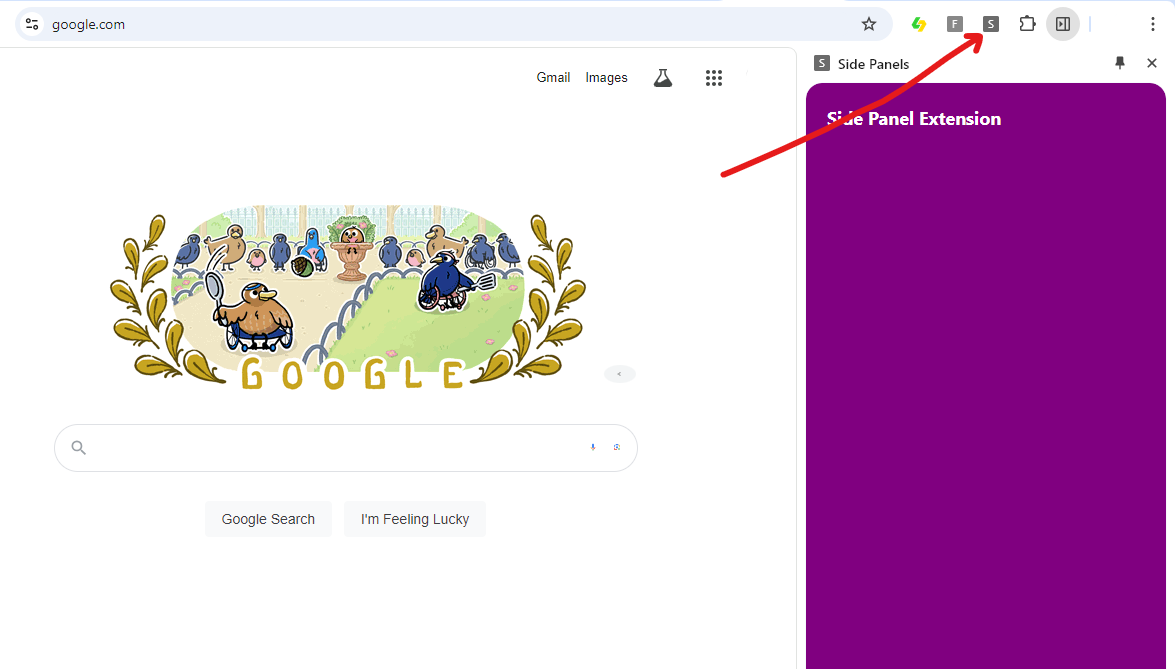 google.com
F
S
S Side Panels
Side Panel Extension
Gmail Images
GOOGLE
Google Search I'm Feeling Lucky